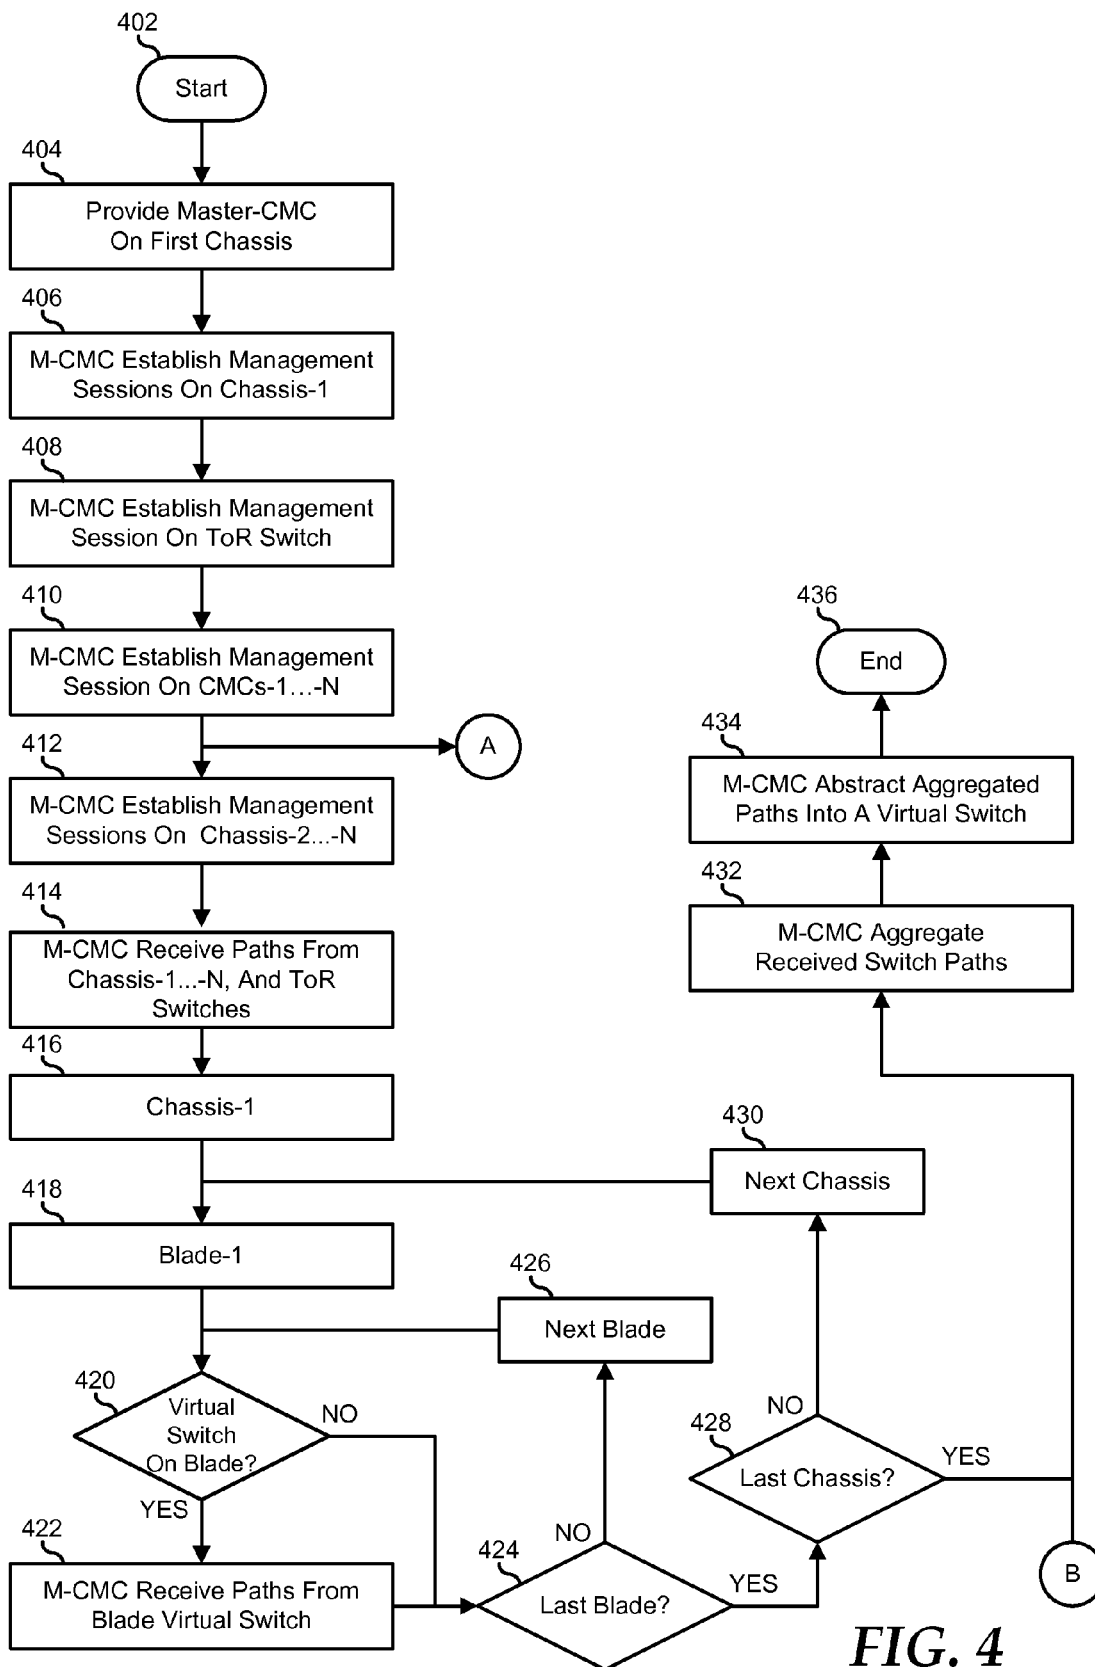 402
Start
404
Provide Master-CMC
On First Chassis
406
M-CMC Establish Management
Sessions On Chassis-1
408
M-CMC Establish Management
Session On ToR Switch
410
M-CMC Establish Management
Session On CMCs-1...-N
A
412
M-CMC Establish Management
Sessions On Chassis-2...-N
414
M-CMC Receive Paths From
Chassis-1...-N, And ToR
Switches
416
Chassis-1
418
Blade-1
420
Virtual
Switch
On Blade?
NO
YES
422
M-CMC Receive Paths From
Blade Virtual Switch
424
Last Blade?
NO
YES
426
Next Blade
428
Last Chassis?
NO
YES
430
Next Chassis
B
432
M-CMC Aggregate
Received Switch Paths
434
M-CMC Abstract Aggregated
Paths Into A Virtual Switch
436
End
FIG. 4